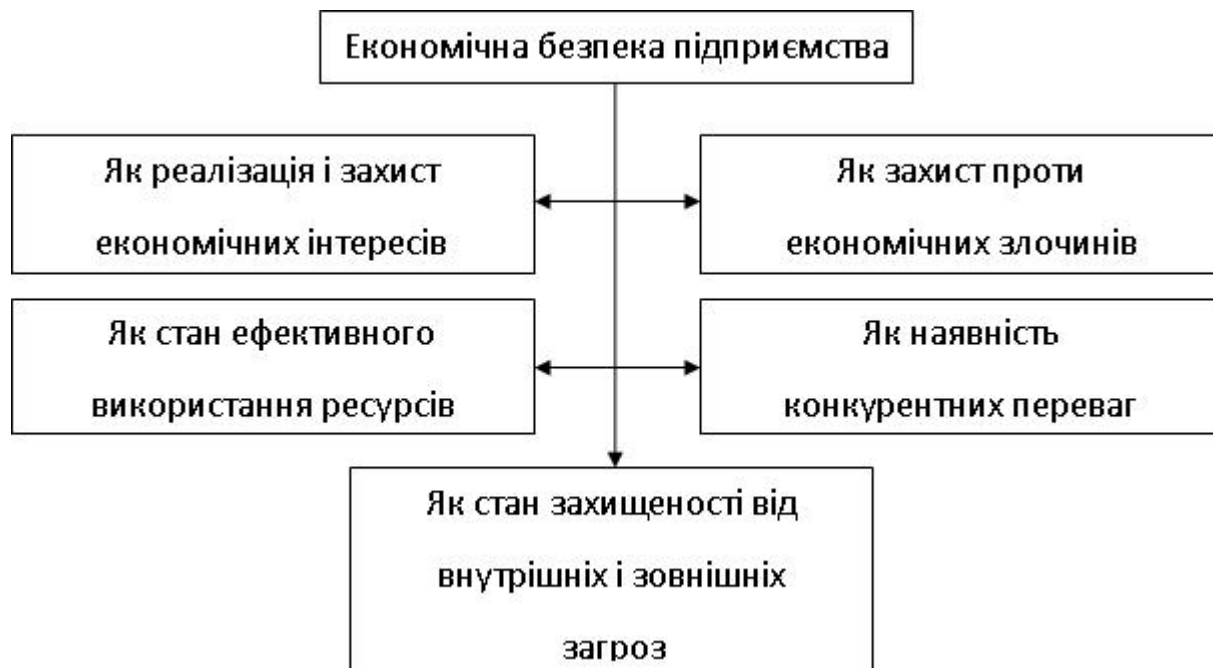 Економічна безпека підприємства
Як реалізація і захист
економічних інтересів
Як захист проти
економічних злочинів
Як стан ефективного
використання ресурсів
Як наявність
конкурентних переваг
Як стан захищеності від
внутрішніх і зовнішніх
загроз